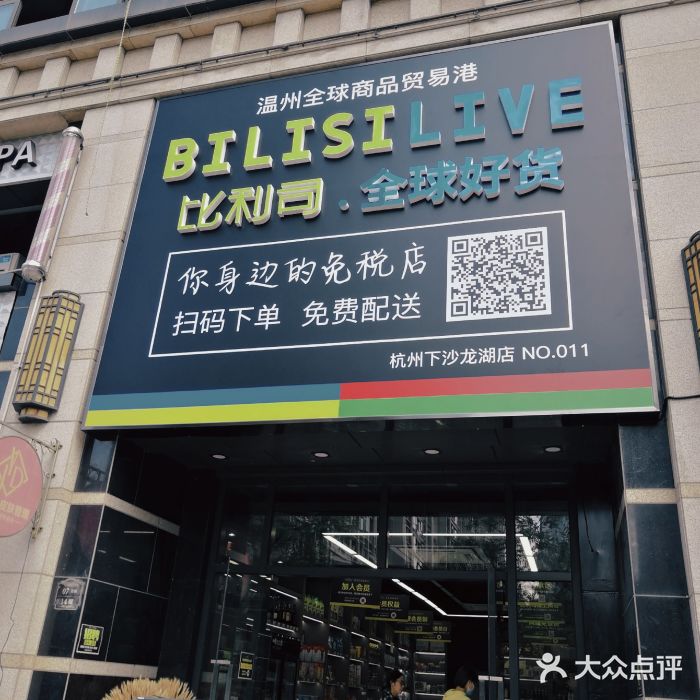 温州全球商品贸易港
BILISI LIVE
比利司·全球好货
你身边的免税店
扫码下单 免费配送
杭州下沙龙湖店 NO.011
PA
加入会员
大众点评